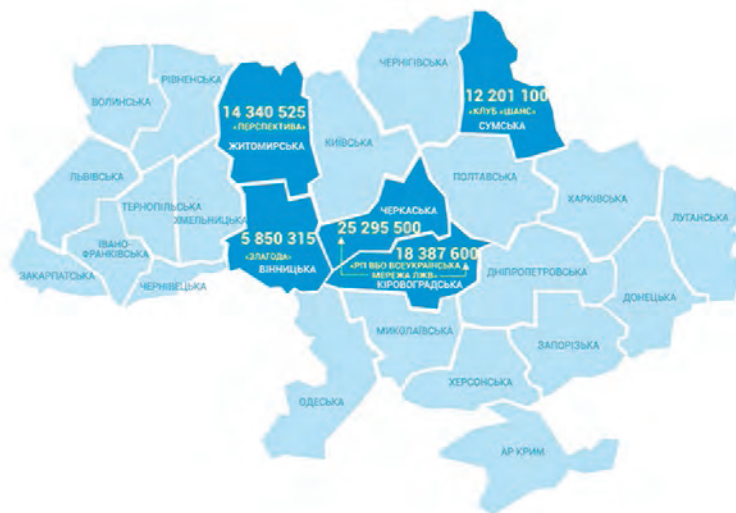 ЧЕРНІГІВСЬКА
12 201 100
«КЛУБ «ШАНС»
СУМСЬКА
РІВНЕНСЬКА
ВОЛИНСЬКА
14 340 525
«ПЕРСПЕКТИВА»
ЖИТОМИРСЬКА
КИЇВСЬКА
ЛЬВІВСЬКА
ТЕРНОПІЛЬСЬКА
ХМЕЛЬНИЦЬКА
ПОЛТАВСЬКА
ХАРКІВСЬКА
ЛУГАНСЬКА
ЧЕРКАСЬКА
25 295 500
ІВАНО-
ФРАНКІВСЬКА
ЗАКАРПАТСЬКА
ЧЕРНІВЕЦЬКА
5 850 315
«ЗЛАГОДА»
ВІННИЦЬКА
18 387 600
«РП ВБО ВСЕУКРАЇНСЬКА
МЕРЕЖА ЛЖВ»
КІРОВОГРАДСЬКА
ДНІПРОПЕТРОВСЬКА
ДОНЕЦЬКА
МИКОЛАЇВСЬКА
ЗАПОРІЗЬКА
ХЕРСОНСЬКА
ОДЕСЬКА
АР КРИМ